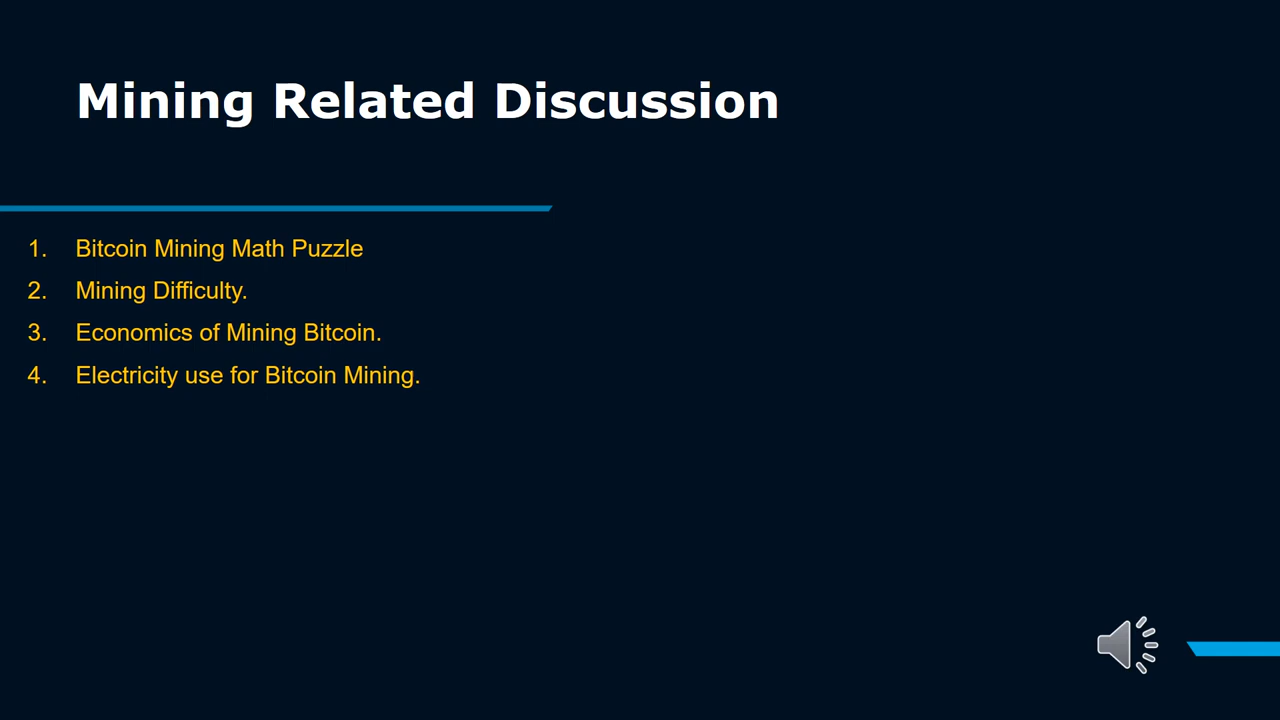 Mining Related Discussion
1. Bitcoin Mining Math Puzzle
2. Mining Difficulty.
3. Economics of Mining Bitcoin.
4. Electricity use for Bitcoin Mining.